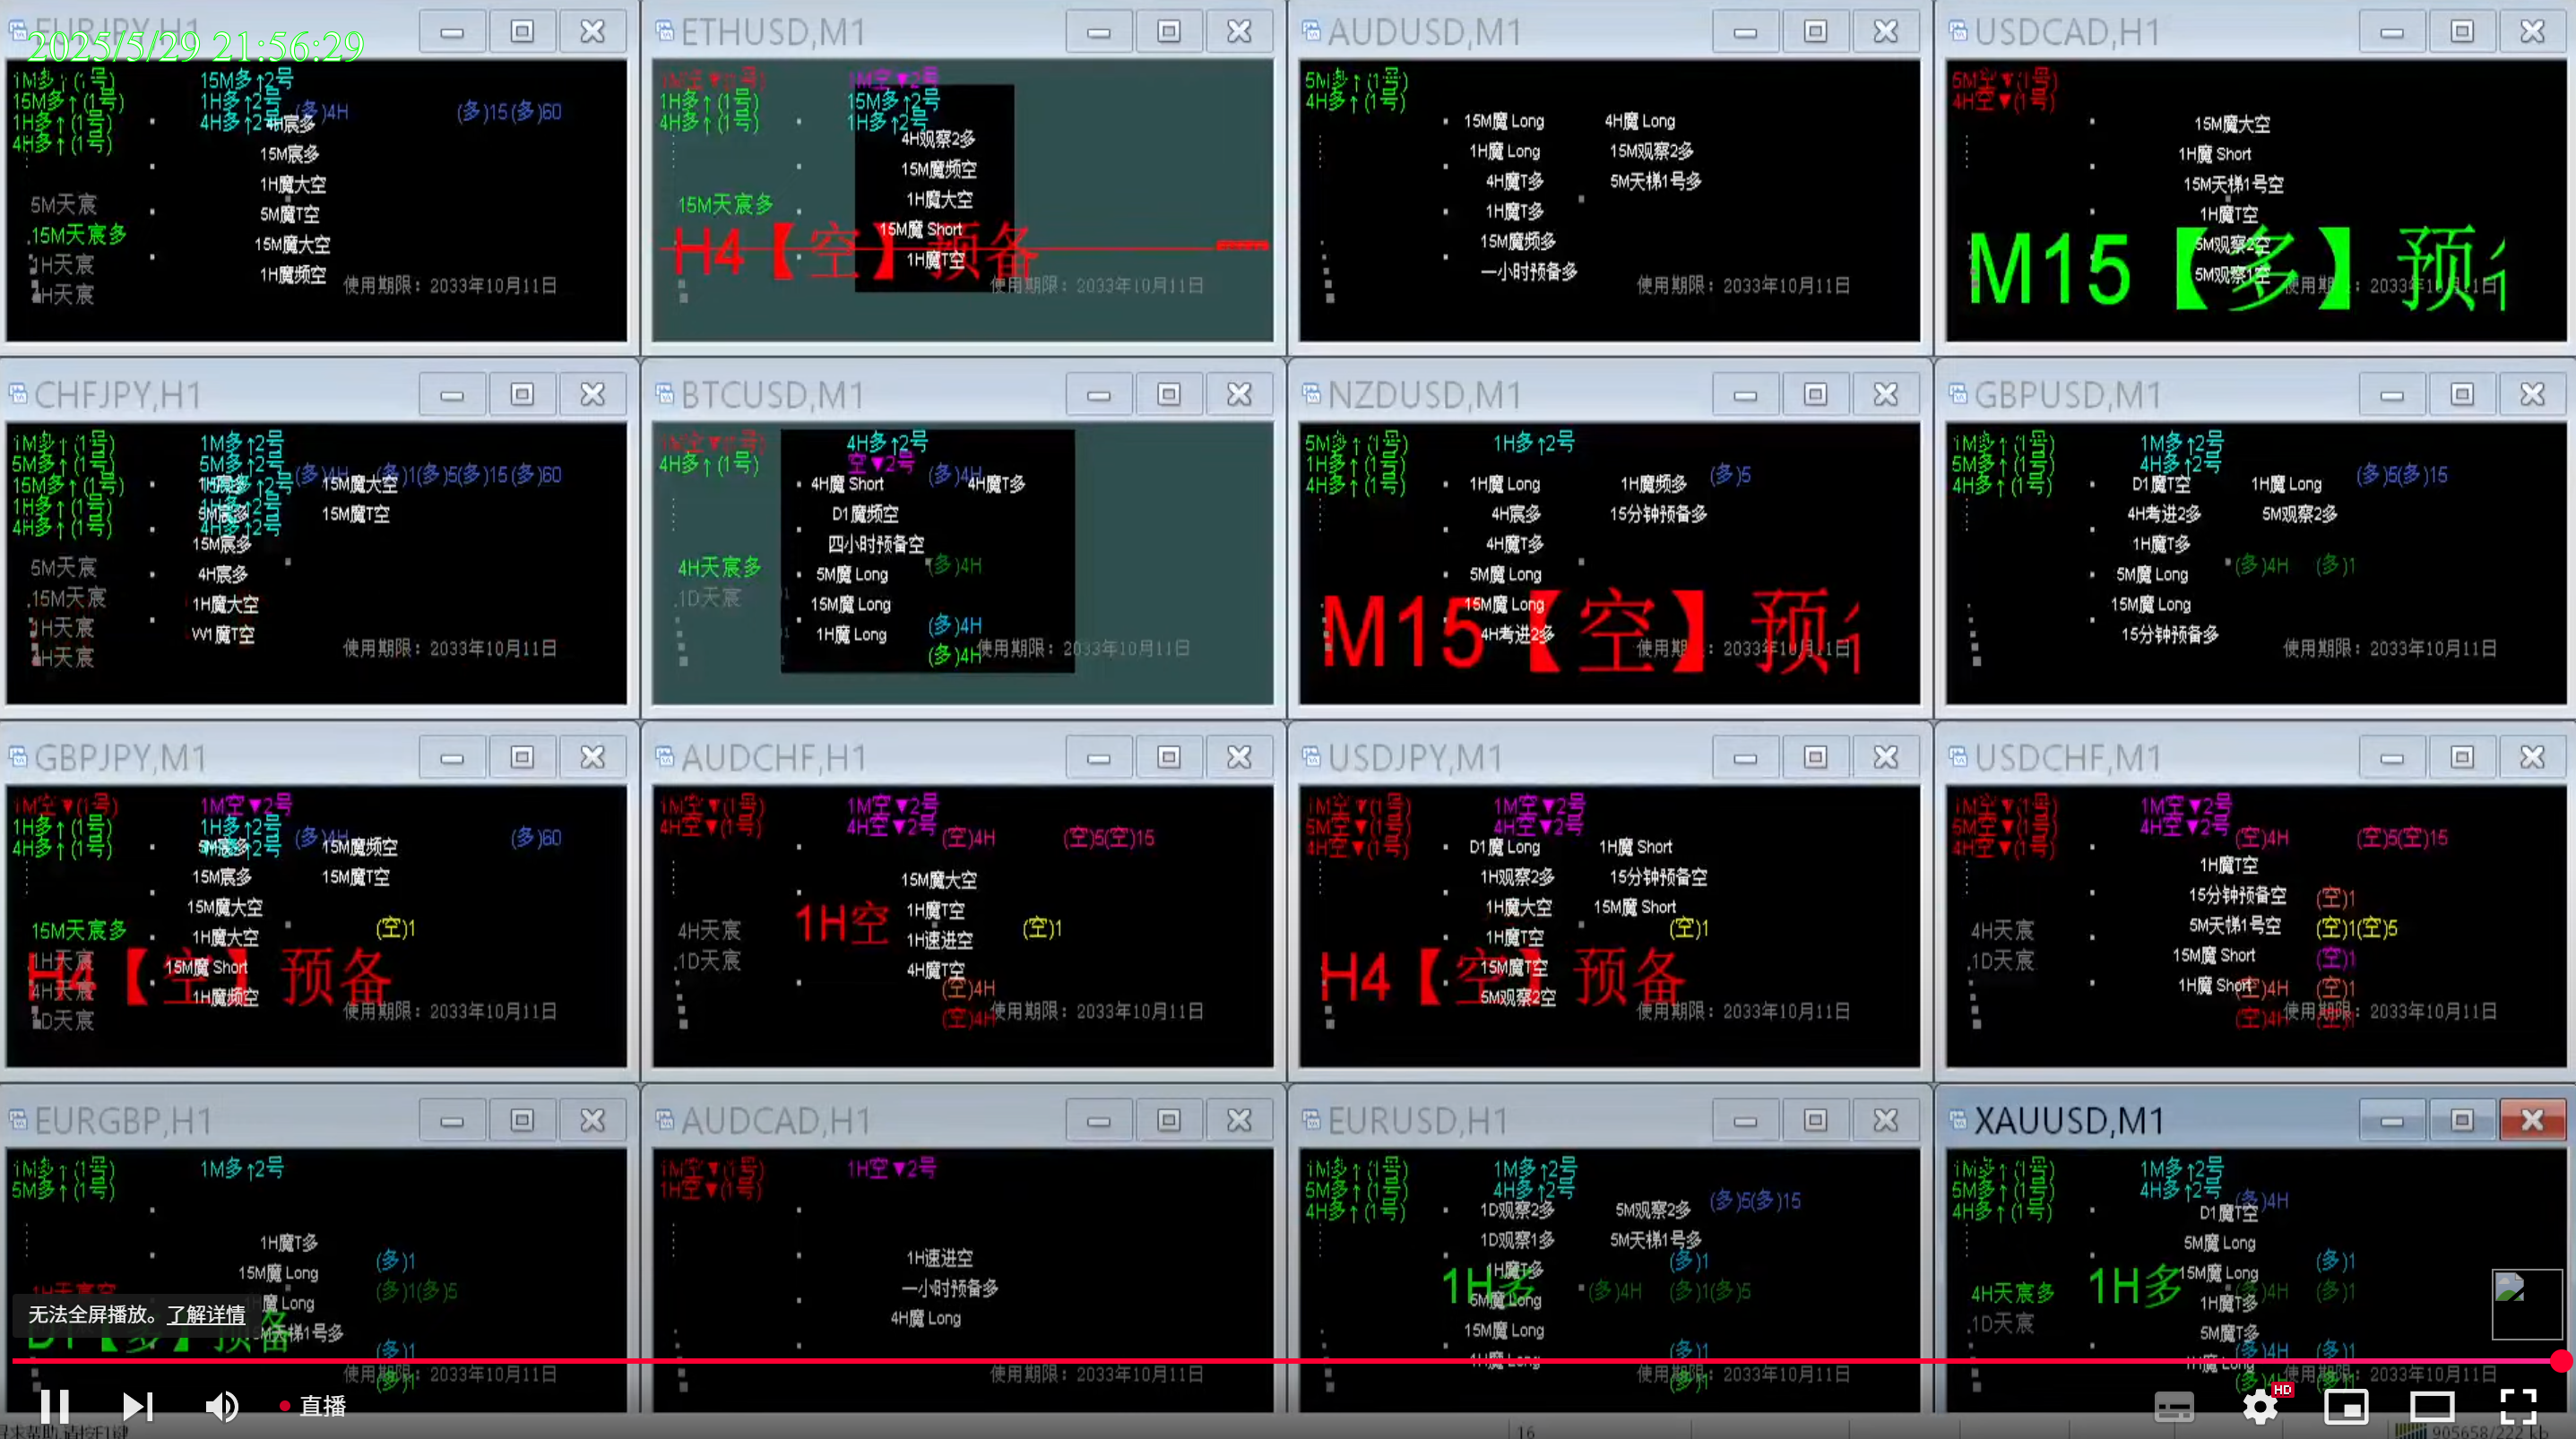 EURJPY,H1
2025/5/29 21:56:29
1M多↑(1号)
15M多↑(1号)
1H多↑(1号)
4H多↑(1号)
15M多↑2号
1H多↑2号
4H多↑2号
(多)4H
(多)15(多)60
4H宸多
15M宸多
1H魔大空
5M魔T空
15M魔大空
1H魔频空
5M天宸
15M天宸多
1H天宸
4H天宸
使用期限：2033年10月11日
ETHUSD,M1
1M空▼(1号)
1H多↑(1号)
4H多↑(1号)
1M空▼2号
15M多↑2号
1H多↑2号
4H观察2多
15M魔频空
1H魔大空
15M魔 Short
1H魔T空
15M天宸多
H4【空】预备
使用期限：2033年10月11日
AUDUSD,M1
5M多↑(1号)
4H多↑(1号)
15M魔 Long
1H魔 Long
4H魔T多
1H魔T多
15M魔频多
一小时预备多
4H魔 Long
15M观察2多
5M天梯1号多
使用期限：2033年10月11日
USDCAD,H1
5M空▼(1号)
4H空▼(1号)
15M魔大空
1H魔 Short
15M天梯1号空
1H魔T空
5M观察2空
5M观察1空
M15【多】预
使用期限：2033年10月11日
CHFJPY,H1
1M多↑(1号)
5M多↑(1号)
15M多↑(1号)
1H多↑(1号)
4H多↑(1号)
1M多↑2号
5M多↑2号
15M多↑2号
1H多↑2号
4H多↑2号
(多)4H
(多)1(多)5(多)15(多)60
1H宸多
5M宸多
15M宸多
4H宸多
1H魔大空
W1魔T空
15M魔大空
15M魔T空
5M天宸
15M天宸
1H天宸
4H天宸
使用期限：2033年10月11日
BTCUSD,M1
1M空▼(1号)
4H多↑(1号)
4H多↑2号
空▼2号
(多)4H
4H魔 Short
D1魔频空
四小时预备空
5M魔 Long
15M魔 Long
1H魔 Long
4H魔T多
(多)4H
(多)4H
(多)4H
4H天宸多
1D天宸
使用期限：2033年10月11日
NZDUSD,M1
5M多↑(1号)
1H多↑(1号)
4H多↑(1号)
1H多↑2号
(多)5
1H魔 Long
4H宸多
4H魔T多
5M魔 Long
15M魔 Long
4H考进2多
1H魔频多
15分钟预备多
M15【空】预
使用期限：2033年10月11日
GBPUSD,M1
1M多↑(1号)
5M多↑(1号)
4H多↑(1号)
1M多↑2号
4H多↑2号
(多)5(多)15
D1魔T空
4H考进2多
1H魔T多
5M魔 Long
15M魔 Long
15分钟预备多
1H魔 Long
5M观察2多
(多)4H
(多)1
使用期限：2033年10月11日
GBPJPY,M1
1M空▼(1号)
1H多↑(1号)
4H多↑(1号)
1M空▼2号
1H多↑2号
4H多↑2号
(多)4H
(多)60
5M宸多
15M宸多
15M魔大空
1H魔大空
15M魔 Short
1H魔频空
15M魔频空
15M魔T空
(空)1
15M天宸多
1H天宸
4H天宸
1D天宸
H4【空】预备
使用期限：2033年10月11日
AUDCHF,H1
1M空▼(1号)
4H空▼(1号)
1M空▼2号
4H空▼2号
(空)4H
(空)5(空)15
15M魔大空
1H魔T空
1H速进空
4H魔T空
1H空
(空)1
(空)4H
(空)4H
4H天宸
1D天宸
使用期限：2033年10月11日
USDJPY,M1
1M空▼(1号)
5M空▼(1号)
4H空▼(1号)
1M空▼2号
4H空▼2号
D1魔 Long
1H观察2多
1H魔大空
1H魔T空
15M魔T空
5M观察2空
1H魔 Short
15分钟预备空
15M魔 Short
(空)1
H4【空】预备
使用期限：2033年10月11日
USDCHF,M1
1M空▼(1号)
5M空▼(1号)
4H空▼(1号)
1M空▼2号
4H空▼2号
(空)4H
(空)5(空)15
1H魔T空
15分钟预备空
5M天梯1号空
15M魔 Short
1H魔 Short
(空)1
(空)1(空)5
(空)1
(空)4H
(空)1
(空)4H
4H天宸
1D天宸
使用期限：2033年10月11日
EURGBP,H1
1M多↑(1号)
5M多↑(1号)
1M多↑2号
1H魔T多
15M魔 Long
1H魔 Long
5M天梯1号多
(多)1
(多)1(多)5
(多)1
(多)1
1H天宸空
D1【多】预备
使用期限：2033年10月11日
AUDCAD,H1
1M空▼(1号)
1H空▼(1号)
1H空▼2号
1H速进空
一小时预备多
4H魔 Long
使用期限：2033年10月11日
EURUSD,H1
1M多↑(1号)
5M多↑(1号)
4H多↑(1号)
1M多↑2号
4H多↑2号
(多)5(多)15
1D观察2多
1D观察1多
1H魔T多
5M魔 Long
15M魔 Long
4H魔 Long
5M观察2多
5M天梯1号多
1H多
(多)1
(多)4H
(多)1(多)5
(多)1
(多)1
使用期限：2033年10月11日
XAUUSD,M1
1M多↑(1号)
5M多↑(1号)
4H多↑(1号)
1M多↑2号
4H多↑2号
(多)4H
D1魔T空
5M魔 Long
15M魔 Long
1H魔T多
5M魔T多
1H魔 Long
1H多
(多)1
(多)4H
(多)1
(多)4H
(多)1
(多)4H
4H天宸多
1D天宸
使用期限：2033年10月11日
无法全屏播放。了解详情
直播
HD
16
905658/222 kb